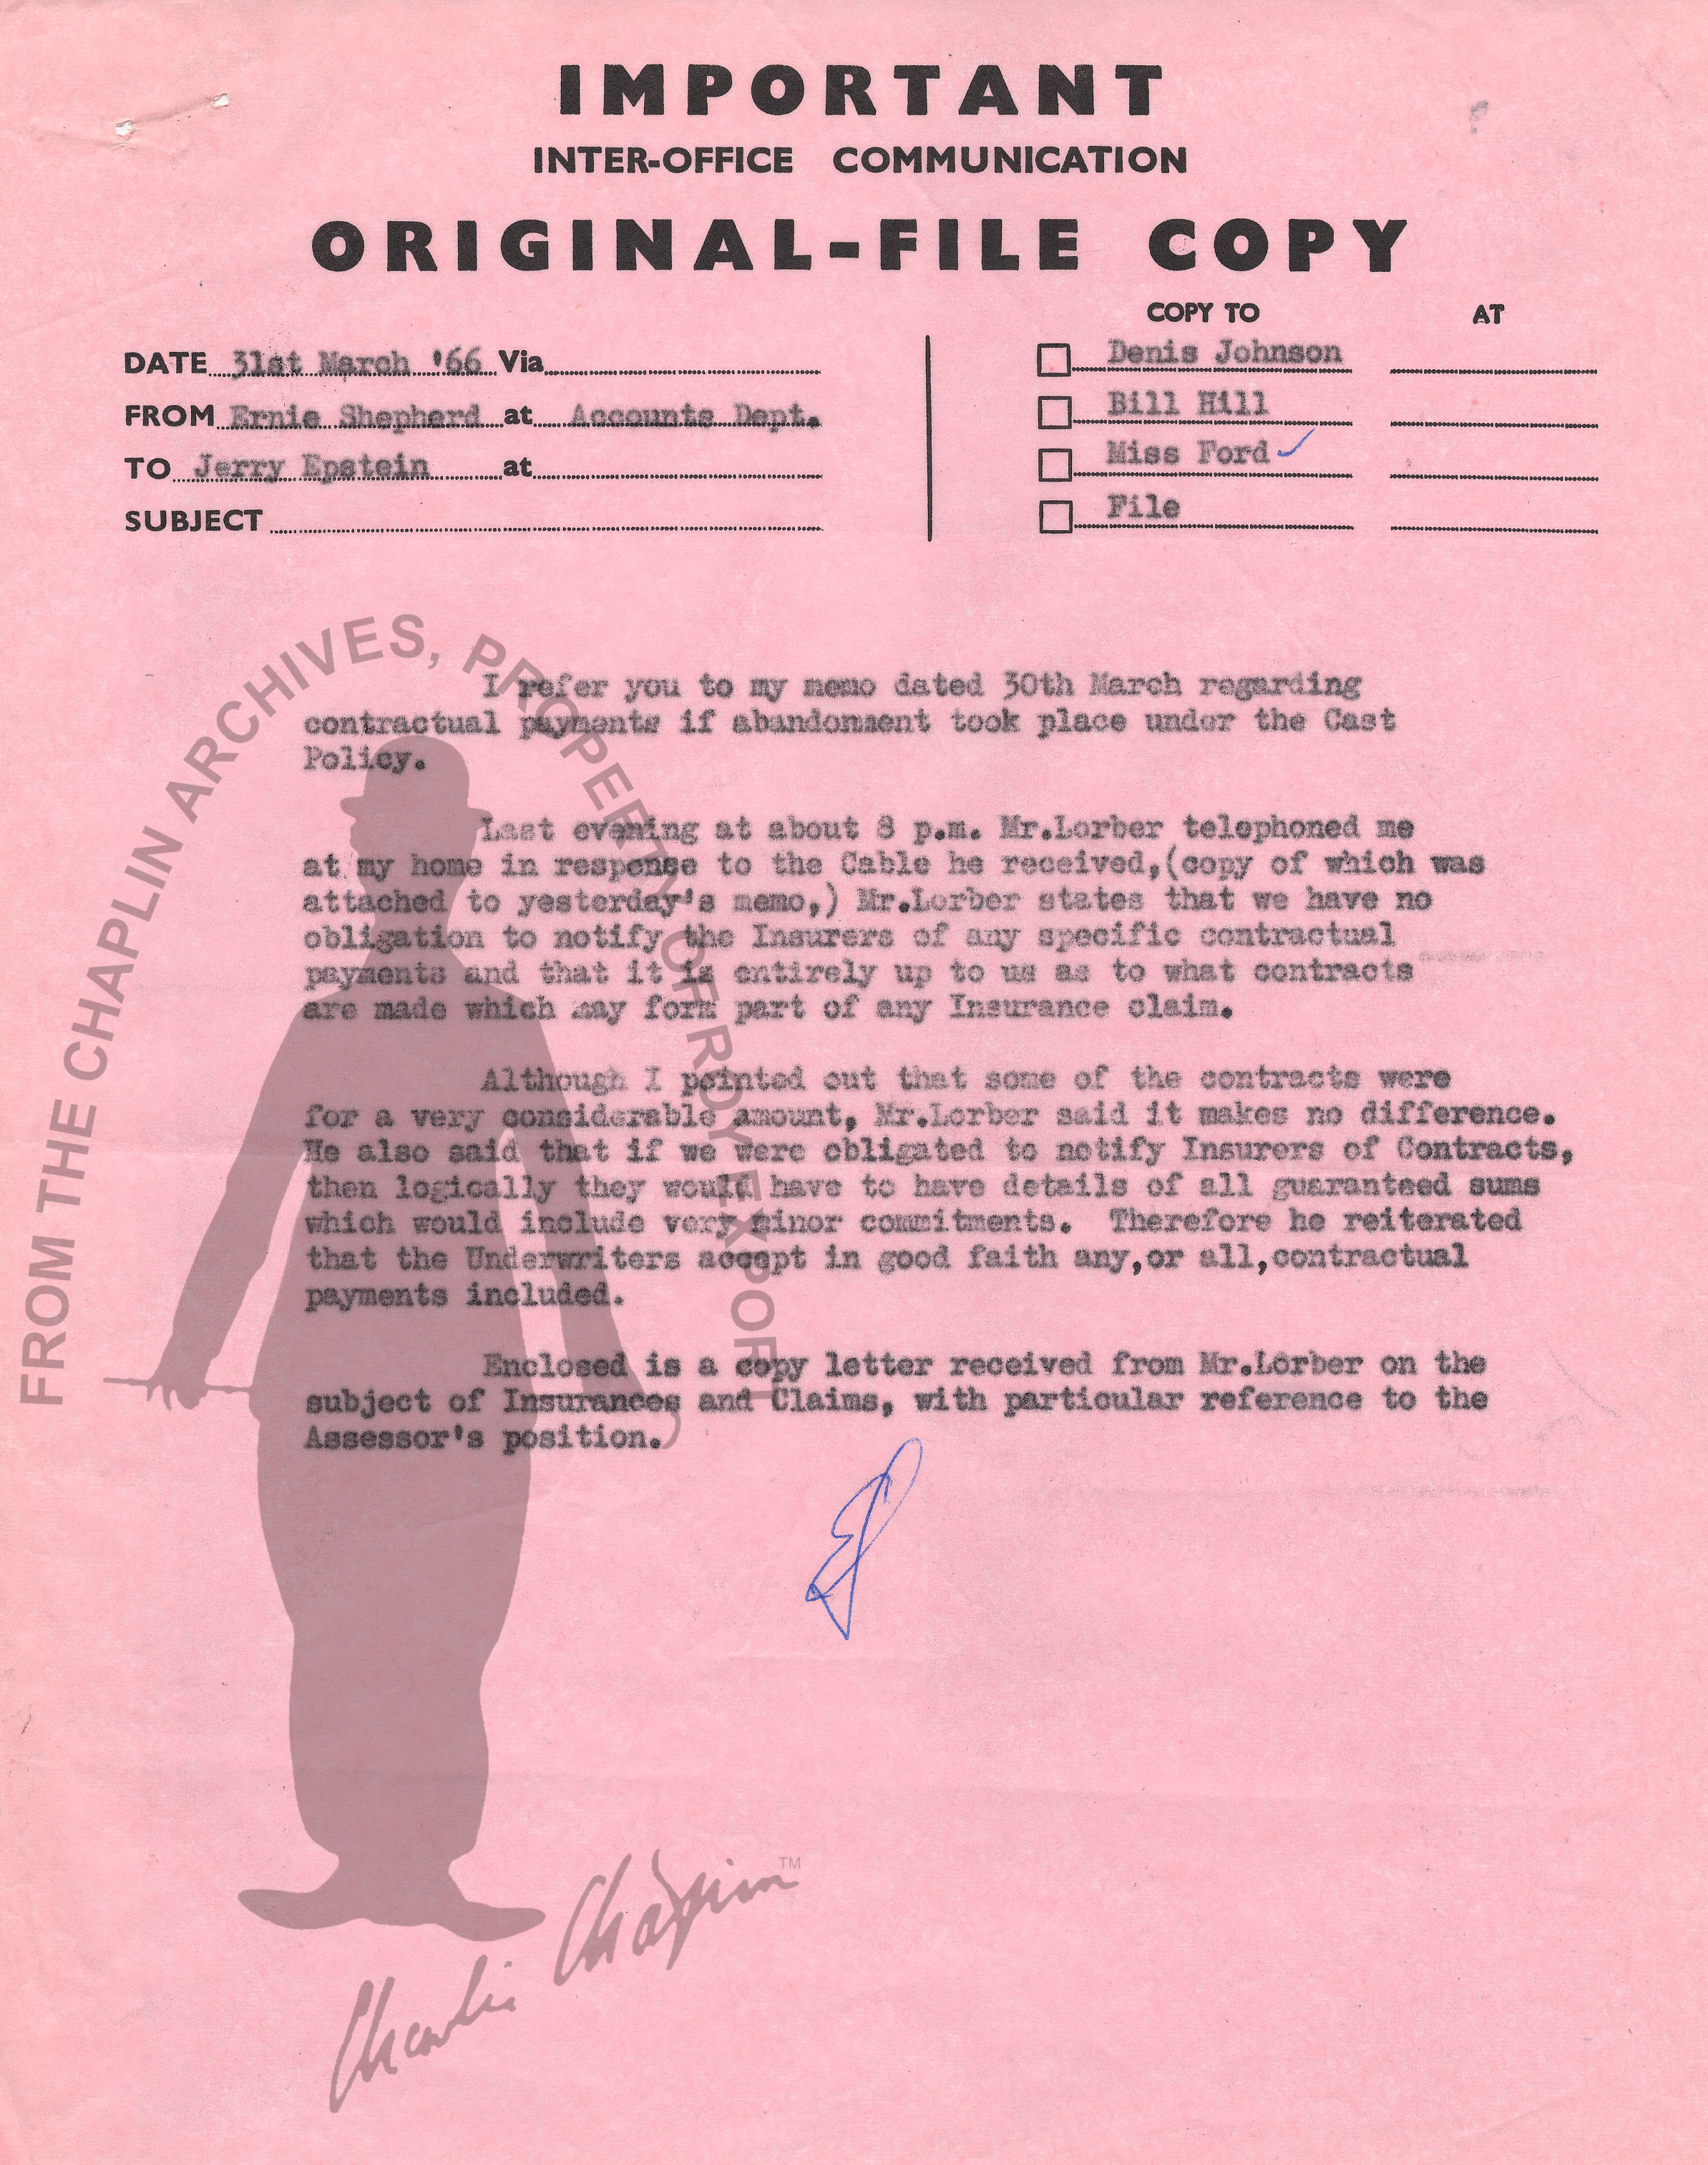 IMPORTANT
INTER-OFFICE COMMUNICATION
ORIGINAL-FILE COPY
COPY TO AT
DATE 31st March '66 Via
FROM Ernie Shepherd at Accounts Dept.
TO Jerry Epstein at
SUBJECT
Denis Johnson
Bill Hill
Miss Ford ✓
File
I refer you to my memo dated 30th March regarding
contractual payments if abandonment took place under the Cast
Policy.
Last evening at about 8 p.m. Mr.Lorber telephoned me
at my home in response to the Cable he received,(copy of which was
attached to yesterday's memo,) Mr.Lorber states that we have no
obligation to notify the Insurers of any specific contractual
payments and that it is entirely up to us as to what contracts
are made which may form part of any Insurance claim.
Although I pointed out that some of the contracts were
for a very considerable amount, Mr.Lorber said it makes no difference.
He also said that if we were obligated to notify Insurers of Contracts,
then logically they would have to have details of all guaranteed sums
which would include very minor commitments. Therefore he reiterated
that the Underwriters accept in good faith any,or all,contractual
payments included.
Enclosed is a copy letter received from Mr.Lorber on the
subject of Insurances and Claims, with particular reference to the
Assessor's position.
FROM THE CHAPLIN ARCHIVES, PROPERTY OF ROY EXPORT
Charlie Chaplin TM